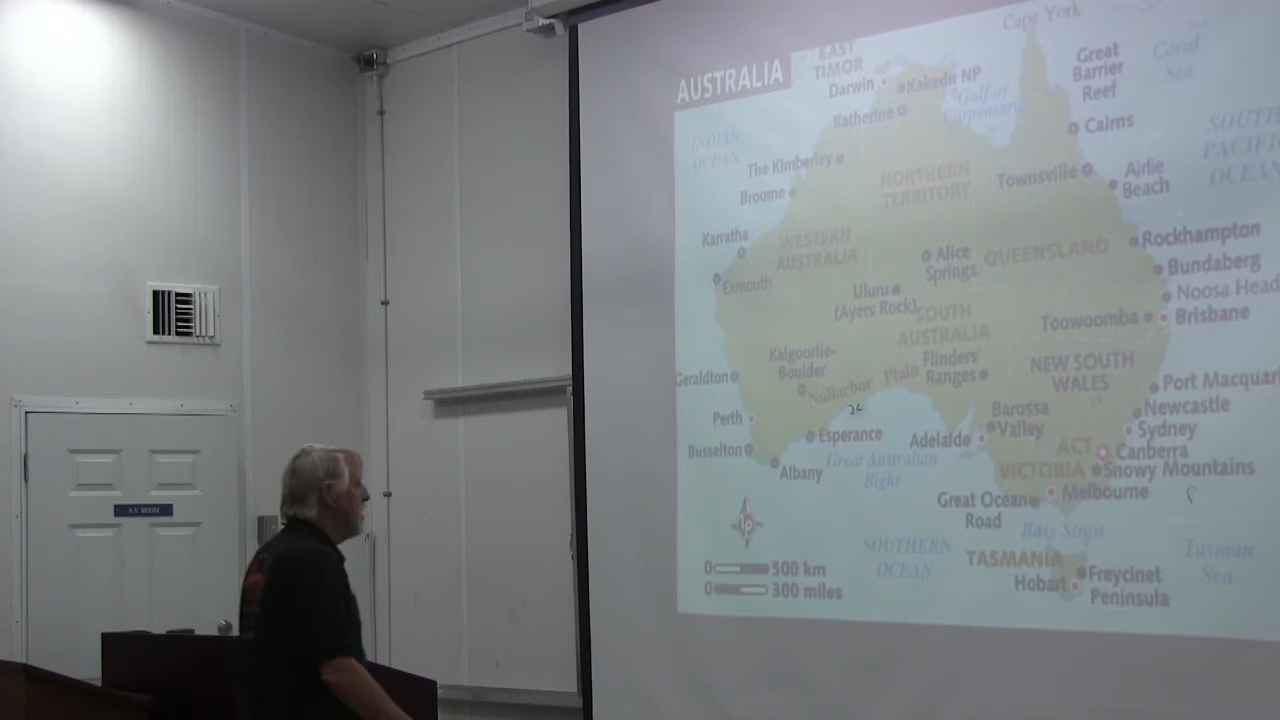 Cape York
AUSTRALIA
EAST
TIMOR
Great
Barrier
Reef
Coral
Sea
Darwin
Kakadu NP
Gulf of
Carpentaria
Katherine
Cairns
INDIAN
OCEAN
SOUTH
PACIFIC
OCEAN
The Kimberley
NORTHERN
TERRITORY
Townsville
Airlie
Beach
Broome
Karratha
WESTERN
AUSTRALIA
Alice
Springs
QUEENSLAND
Rockhampton
Exmouth
Bundaberg
Uluru
(Ayers Rock)
Noosa Head
SOUTH
AUSTRALIA
Toowoomba
Brisbane
Kalgoorlie-
Boulder
Flinders
Ranges
NEW SOUTH
WALES
Geraldton
Nullarbor Plain
Port Macquar
Barossa
Valley
Newcastle
Perth
Sydney
Busselton
Esperance
Adelaide
ACT
Canberra
Albany
Great Australian
Bight
VICTORIA
Snowy Mountains
Great Ocean
Road
Melbourne
A V ROOM
lp
Bass Strait
SOUTHERN
OCEAN
TASMANIA
Tasman
Sea
0 500 km
0 300 miles
Hobart
Freycinet
Peninsula